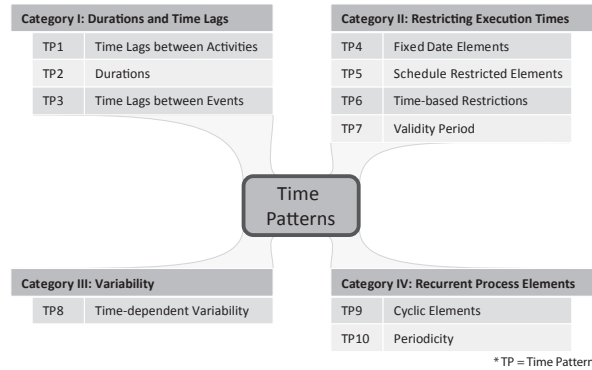 Category I: Durations and Time Lags
TP1 Time Lags between Activities
TP2 Durations
TP3 Time Lags between Events
Category II: Restricting Execution Times
TP4 Fixed Date Elements
TP5 Schedule Restricted Elements
TP6 Time-based Restrictions
TP7 Validity Period
Time
Patterns
Category III: Variability
TP8 Time-dependent Variability
Category IV: Recurrent Process Elements
TP9 Cyclic Elements
TP10 Periodicity
* TP = Time Pattern